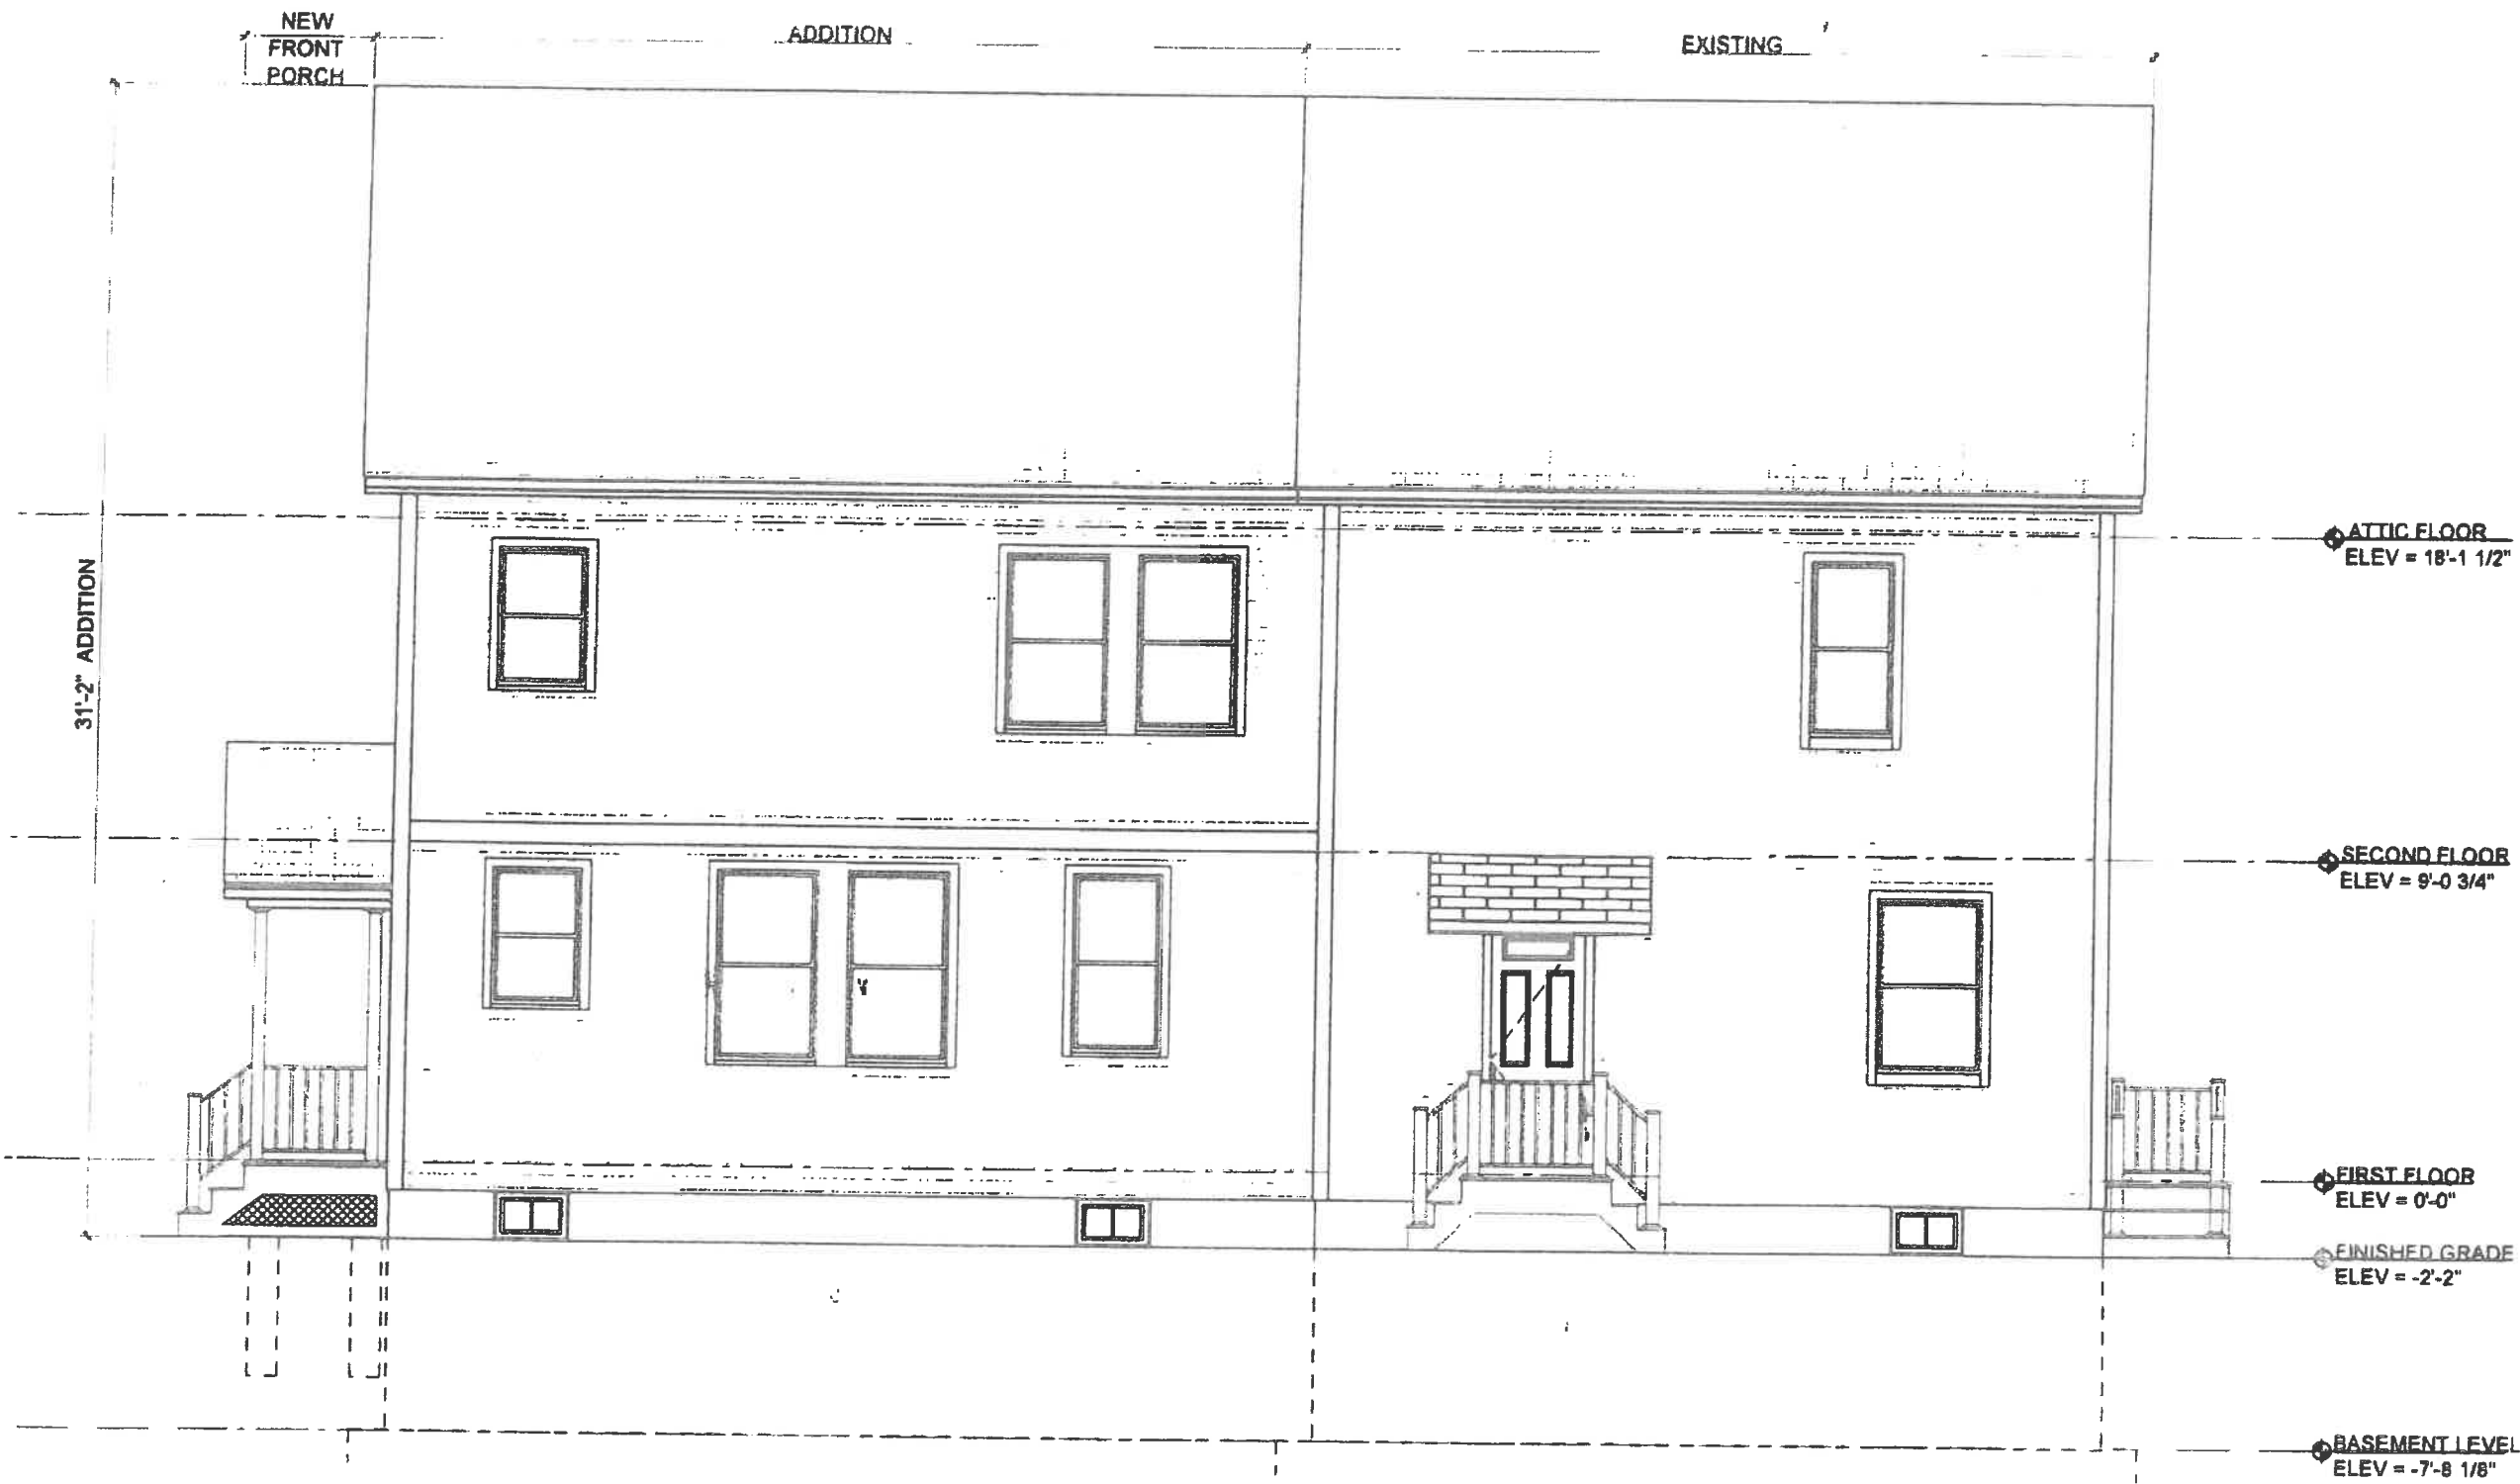 NEW
FRONT
PORCH
ADDITION
EXISTING
31'-2" ADDITION
ATTIC FLOOR
ELEV = 18'-1 1/2"
SECOND FLOOR
ELEV = 9'-0 3/4"
FIRST FLOOR
ELEV = 0'-0"
FINISHED GRADE
ELEV = -2'-2"
BASEMENT LEVEL
ELEV = -7'-8 1/8"